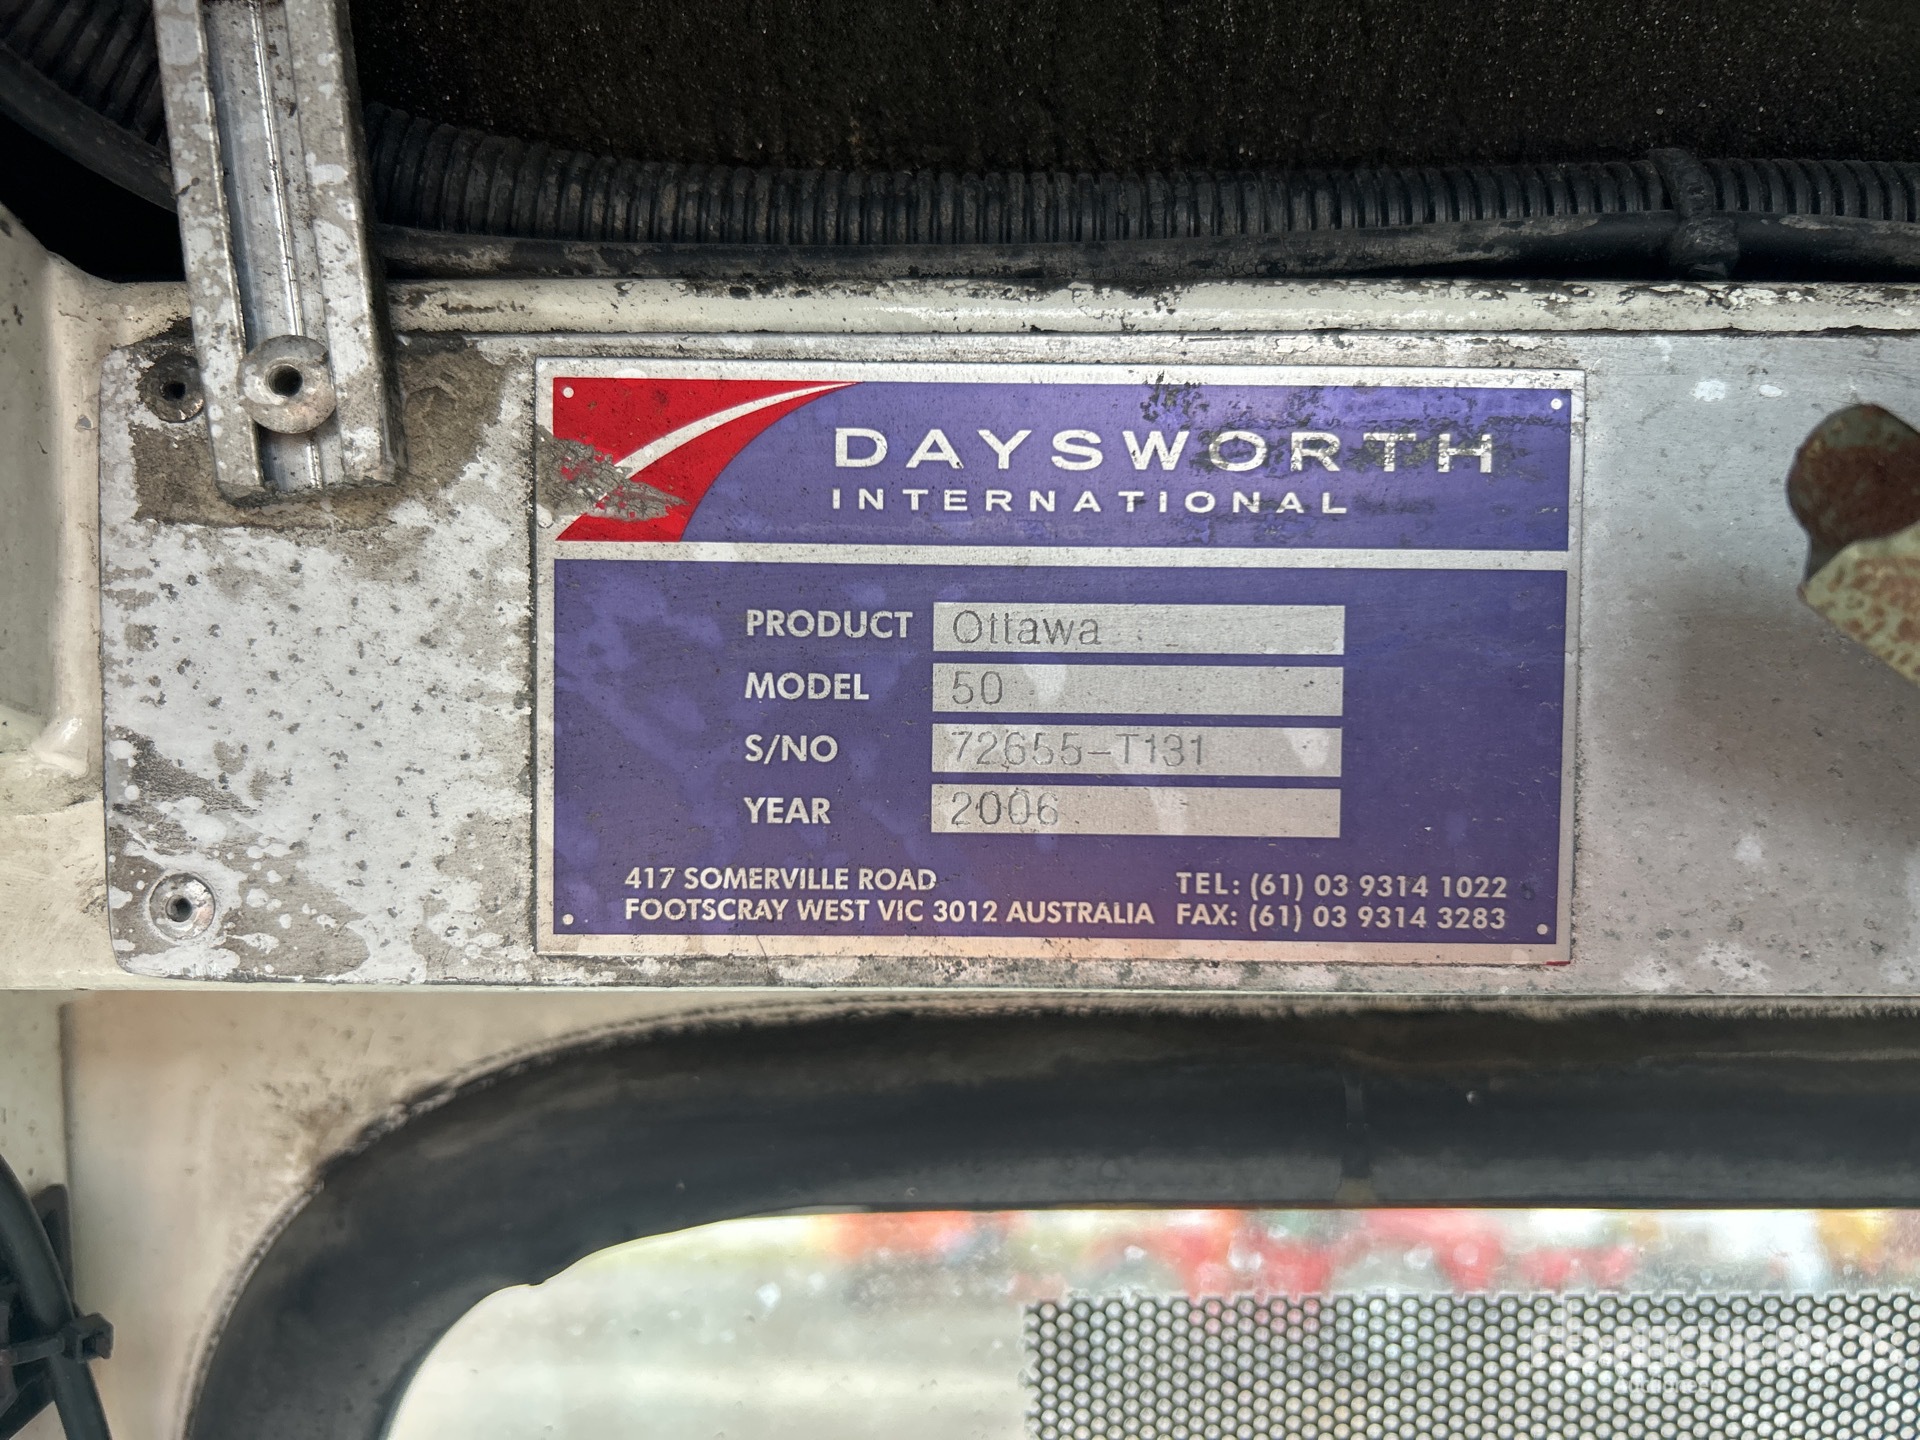 DAYSWORTH
INTERNATIONAL
PRODUCT Ottawa
MODEL 50
S/NO 72655-T131
YEAR 2006
417 SOMERVILLE ROAD TEL: (61) 03 9314 1022
FOOTSCRAY WEST VIC 3012 AUSTRALIA FAX: (61) 03 9314 3283